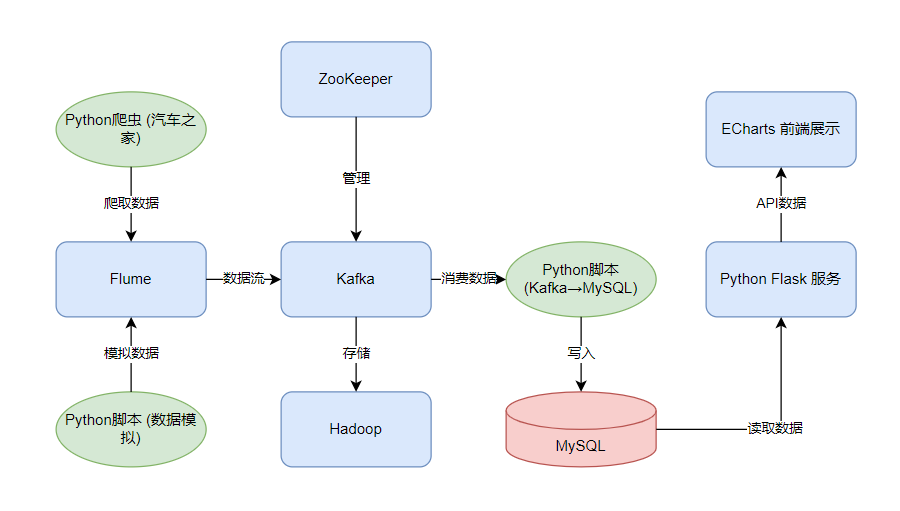 ZooKeeper
Python爬虫 (汽车之
家)
ECharts 前端展示
管理
爬取数据
API数据
Flume
数据流
Kafka
消费数据
Python脚本
(Kafka→MySQL)
Python Flask 服务
模拟数据
存储
写入
Python脚本 (数据模
拟)
Hadoop
MySQL
读取数据